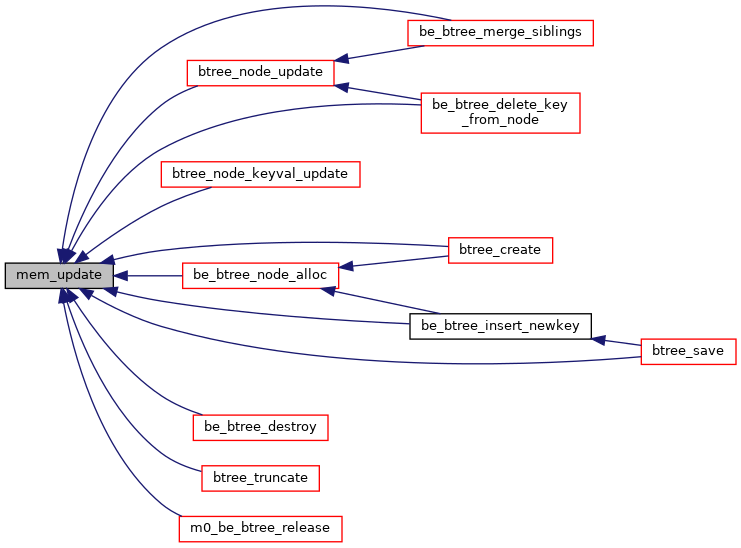 be_btree_merge_siblings
btree_node_update
be_btree_delete_key
_from_node
btree_node_keyval_update
btree_create
mem_update
be_btree_node_alloc
be_btree_insert_newkey
btree_save
be_btree_destroy
btree_truncate
m0_be_btree_release